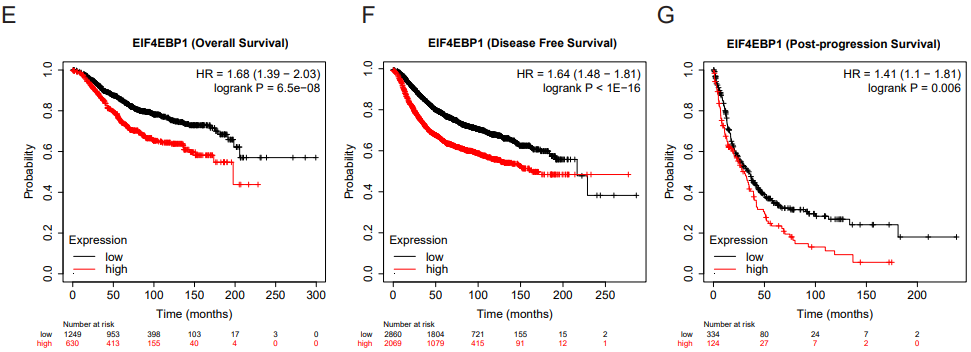 E
EIF4EBP1 (Overall Survival)
HR = 1.68 (1.39 − 2.03)
logrank P = 6.5e−08
Probability
1.0
0.8
0.6
0.4
0.2
0.0
Expression
low
high
0 50 100 150 200 250 300
Time (months)
Number at risk
low 1249 953 398 103 17 3 0
high 630 413 155 40 4 0 0
F
EIF4EBP1 (Disease Free Survival)
HR = 1.64 (1.48 − 1.81)
logrank P < 1E−16
Probability
1.0
0.8
0.6
0.4
0.2
0.0
Expression
low
high
0 50 100 150 200 250
Time (months)
Number at risk
low 2860 1804 721 155 15 2
high 2069 1079 415 91 12 1
G
EIF4EBP1 (Post-progression Survival)
HR = 1.41 (1.1 − 1.81)
logrank P = 0.006
Probability
1.0
0.8
0.6
0.4
0.2
0.0
Expression
low
high
0 50 100 150 200
Time (months)
Number at risk
low 334 80 24 7 2
high 124 27 7 2 0